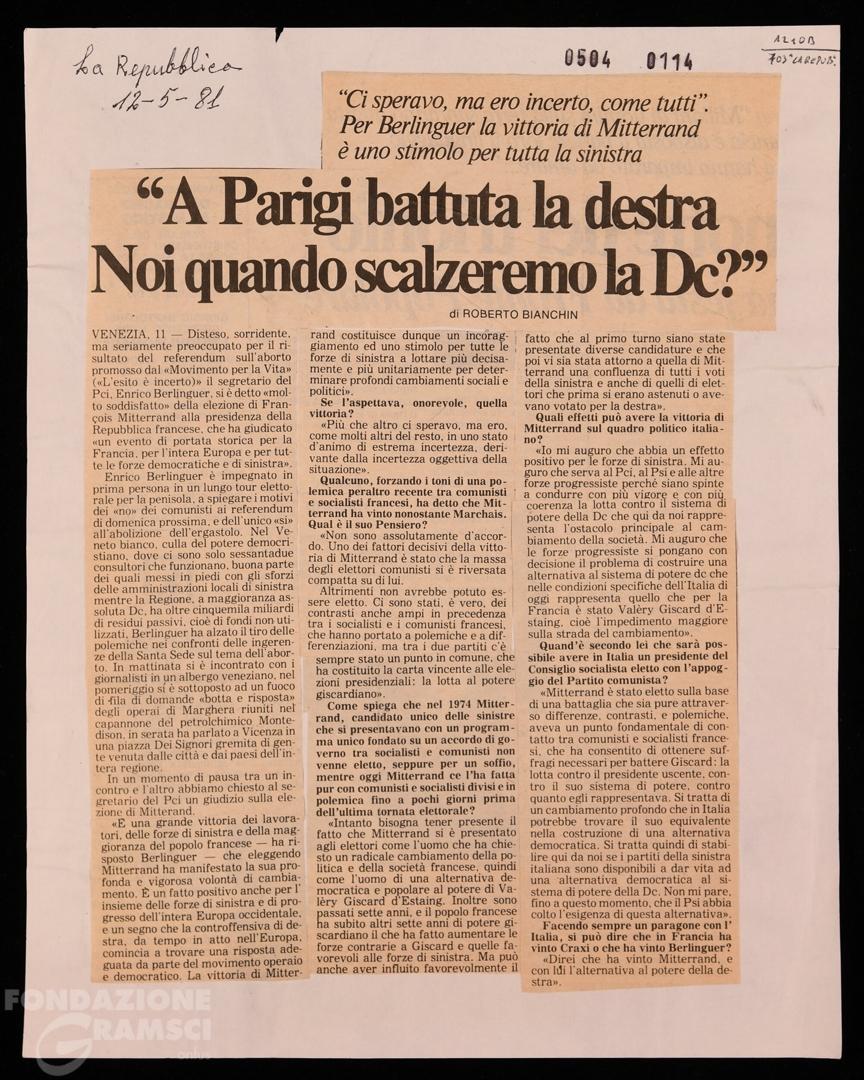 La Repubblica
12-5-81
0504 0114
1210B
703 "LA REPUB".
“Ci speravo, ma ero incerto, come tutti”.
Per Berlinguer la vittoria di Mitterrand
è uno stimolo per tutta la sinistra
“A Parigi battuta la destra
Noi quando scalzeremo la Dc?”
di ROBERTO BIANCHIN
VENEZIA, 11 — Disteso, sorridente,
ma seriamente preoccupato per il ri-
sultato del referendum sull'aborto
promosso dal «Movimento per la Vita»
(«L'esito è incerto)» il segretario del
Pci, Enrico Berlinguer, si è detto «mol-
to soddisfatto» della elezione di Fran-
çois Mitterrand alla presidenza della
Repubblica francese, che ha giudicato
«un evento di portata storica per la
Francia, per l'intera Europa e per tut-
te le forze democratiche e di sinistra».
Enrico Berlinguer è impegnato in
prima persona in un lungo tour eletto-
rale per la penisola, a spiegare i motivi
dei «no» dei comunisti ai referendum
di domenica prossima, e dell'unico «si»
all'abolizione dell'ergastolo. Nel Ve-
neto bianco, culla del potere democri-
stiano, dove ci sono solo sessantadue
consultori che funzionano, buona parte
dei quali messi in piedi con gli sforzi
delle amministrazioni locali di sinistra
mentre la Regione, a maggioranza as-
soluta Dc, ha oltre cinquemila miliardi
di residui passivi, cioè di fondi non uti-
lizzati, Berlinguer ha alzato il tiro delle
polemiche nei confronti delle ingeren-
ze della Santa Sede sul tema dell'abor-
to. In mattinata si è incontrato con i
giornalisti in un albergo veneziano, nel
pomeriggio si è sottoposto ad un fuoco
di fila di domande «botta e risposta»
degli operai di Marghera riuniti nel
capannone del petrolchimico Monte-
dison, in serata ha parlato a Vicenza in
una piazza Dei Signori gremita di gen-
te venuta dalle città e dai paesi dell'in-
tera regione.
In un momento di pausa tra un in-
contro e l'altro abbiamo chiesto al se-
gretario del Pci un giudizio sulla ele-
zione di Mitterrand.
«E una grande vittoria dei lavora-
tori, delle forze di sinistra e della mag-
gioranza del popolo francese — ha ri-
sposto Berlinguer — che eleggendo
Mitterrand ha manifestato la sua pro-
fonda e vigorosa volontà di cambia-
mento. È un fatto positivo anche per l'
insieme delle forze di sinistra e di pro-
gresso dell'intera Europa occidentale,
e un segno che la controffensiva di de-
stra, da tempo in atto nell'Europa,
comincia a trovare una risposta ade-
guata da parte del movimento operaio
e democratico. La vittoria di Mitter-
rand costituisce dunque un incorag-
giamento ed uno stimolo per tutte le
forze di sinistra a lottare più decisa-
mente e più unitariamente per deter-
minare profondi cambiamenti sociali e
politici».
Se l'aspettava, onorevole, quella
vittoria?
«Più che altro ci speravo, ma ero,
come molti altri del resto, in uno stato
d'animo di estrema incertezza, deri-
vante dalla incertezza oggettiva della
situazione».
Qualcuno, forzando i toni di una po-
lemica peraltro recente tra comunisti
e socialisti francesi, ha detto che Mit-
terrand ha vinto nonostante Marchais.
Qual è il suo Pensiero?
«Non sono assolutamente d'accor-
do. Uno dei fattori decisivi della vitto-
ria di Mitterrand è stato che la massa
degli elettori comunisti si è riversata
compatta su di lui.
Altrimenti non avrebbe potuto es-
sere eletto. Ci sono stati, è vero, dei
contrasti anche ampi in precedenza
tra i socialisti e i comunisti francesi,
che hanno portato a polemiche e a dif-
ferenziazioni, ma tra i due partiti c'è
sempre stato un punto in comune, che
ha costituito la carta vincente alle ele-
zioni presidenziali: la lotta al potere
giscardiano».
Come spiega che nel 1974 Mitter-
rand, candidato unico delle sinistre
che si presentavano con un program-
ma unico fondato su un accordo di go-
verno tra socialisti e comunisti non
venne eletto, seppure per un soffio,
mentre oggi Mitterrand ce l'ha fatta
pur con comunisti e socialisti divisi e in
polemica fino a pochi giorni prima
dell'ultima tornata elettorale?
«Intanto bisogna tener presente il
fatto che Mitterrand si è presentato
agli elettori come l'uomo che ha chie-
sto un radicale cambiamento della po-
litica e della società francese, quindi
come l'uomo di una alternativa de-
mocratica e popolare al potere di Va-
lèry Giscard d'Estaing. Inoltre sono
passati sette anni, e il popolo francese
ha subito altri sette anni di potere gi-
scardiano il che ha fatto aumentare le
forze contrarie a Giscard e quelle fa-
vorevoli alle forze di sinistra. Ma può
anche aver influito favorevolmente il
fatto che al primo turno siano state
presentate diverse candidature e che
poi vi sia stata attorno a quella di Mit-
terrand una confluenza di tutti i voti
della sinistra e anche di quelli di elet-
tori che prima si erano astenuti o ave-
vano votato per la destra».
Quali effetti può avere la vittoria di
Mitterrand sul quadro politico italia-
no?
«Io mi auguro che abbia un effetto
positivo per le forze di sinistra. Mi au-
guro che serva al Pci, al Psi e alle altre
forze progressiste perché siano spinte
a condurre con più vigore e con più
coerenza la lotta contro il sistema di
potere della Dc che qui da noi rappre-
senta l'ostacolo principale al cam-
biamento della società. Mi auguro che
le forze progressiste si pongano con
decisione il problema di costruire una
alternativa al sistema di potere dc che
nelle condizioni specifiche dell'Italia di
oggi rappresenta quello che per la
Francia è stato Valèry Giscard d'E-
staing, cioè l'impedimento maggiore
sulla strada del cambiamento».
Quand'è secondo lei che sarà pos-
sibile avere in Italia un presidente del
Consiglio socialista eletto con l'appog-
gio del Partito comunista?
«Mitterrand è stato eletto sulla base
di una battaglia che sia pure attraver-
so differenze, contrasti, e polemiche,
aveva un punto fondamentale di con-
tatto tra comunisti e socialisti france-
si, che ha consentito di ottenere suf-
fragi necessari per battere Giscard: la
lotta contro il presidente uscente, con-
tro il suo sistema di potere, contro
quanto egli rappresentava. Si tratta di
un cambiamento profondo che in Italia
potrebbe trovare il suo equivalente
nella costruzione di una alternativa
democratica. Si tratta quindi di stabi-
lire qui da noi se i partiti della sinistra
italiana sono disponibili a dar vita ad
una alternativa democratica al si-
stema di potere della Dc. Non mi pare,
fino a questo momento, che il Psi abbia
colto l'esigenza di questa alternativa».
Facendo sempre un paragone con l'
Italia, si può dire che in Francia ha
vinto Craxi o che ha vinto Berlinguer?
«Direi che ha vinto Mitterrand, e
con lui l'alternativa al potere della de-
stra».
FONDAZIONE
GRAMSCI
onlus